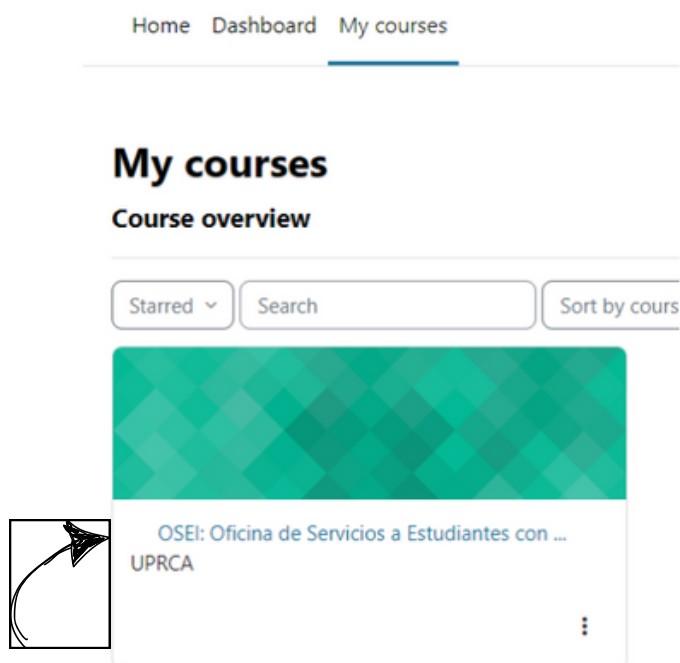 Home Dashboard My courses
My courses
Course overview
Starred Search Sort by cours
OSEI: Oficina de Servicios a Estudiantes con ...
UPRCA